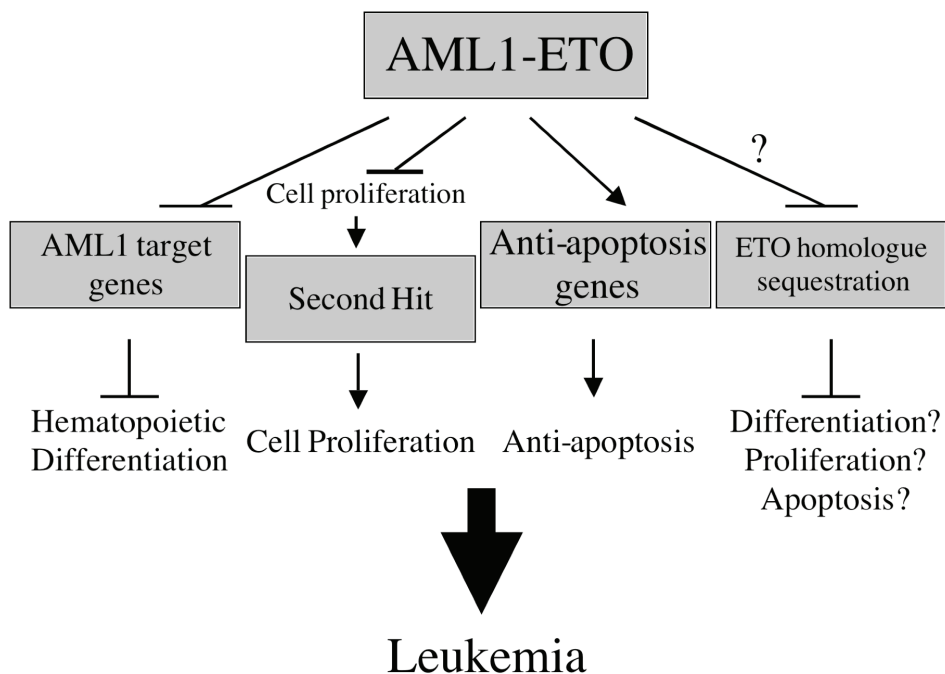 AML1-ETO
?
Cell proliferation
AML1 target
genes
Second Hit
Anti-apoptosis
genes
ETO homologue
sequestration
Hematopoietic
Differentiation
Cell Proliferation
Anti-apoptosis
Differentiation?
Proliferation?
Apoptosis?
Leukemia